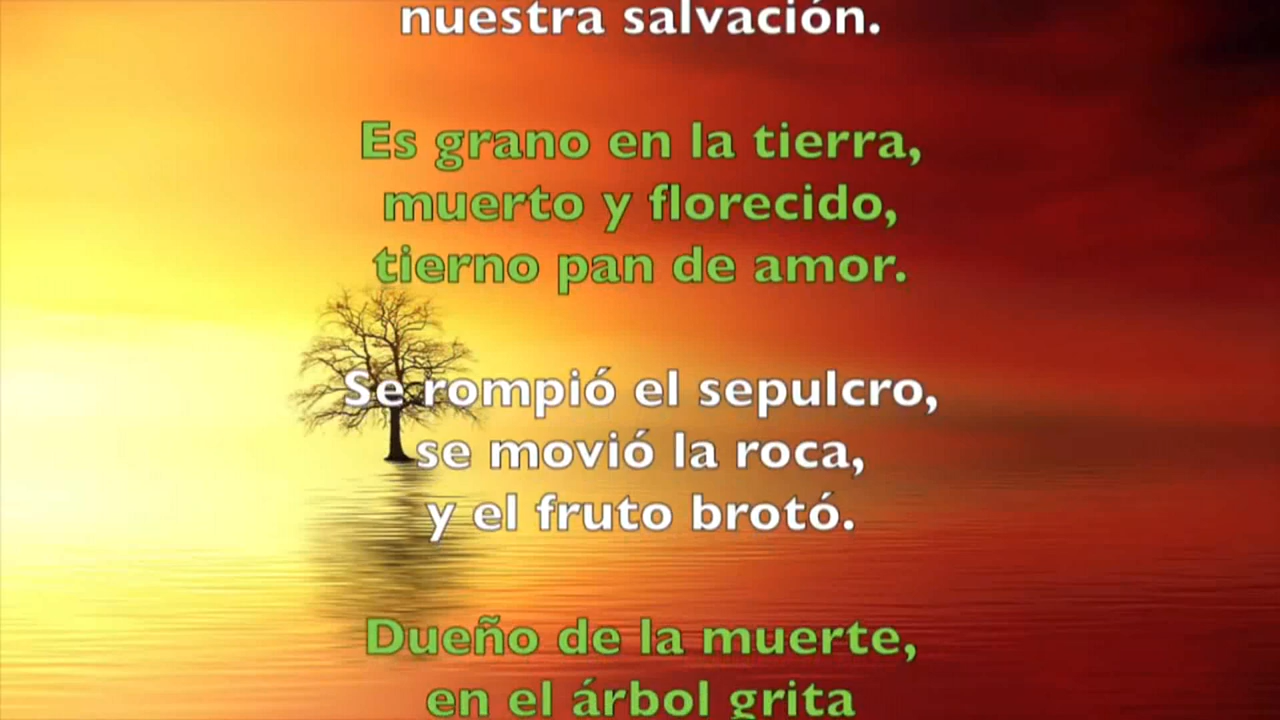 nuestra salvación.
Es grano en la tierra,
muerto y florecido,
tierno pan de amor.
Se rompió el sepulcro,
se movió la roca,
y el fruto brotó.
Dueño de la muerte,
en el árbol grita